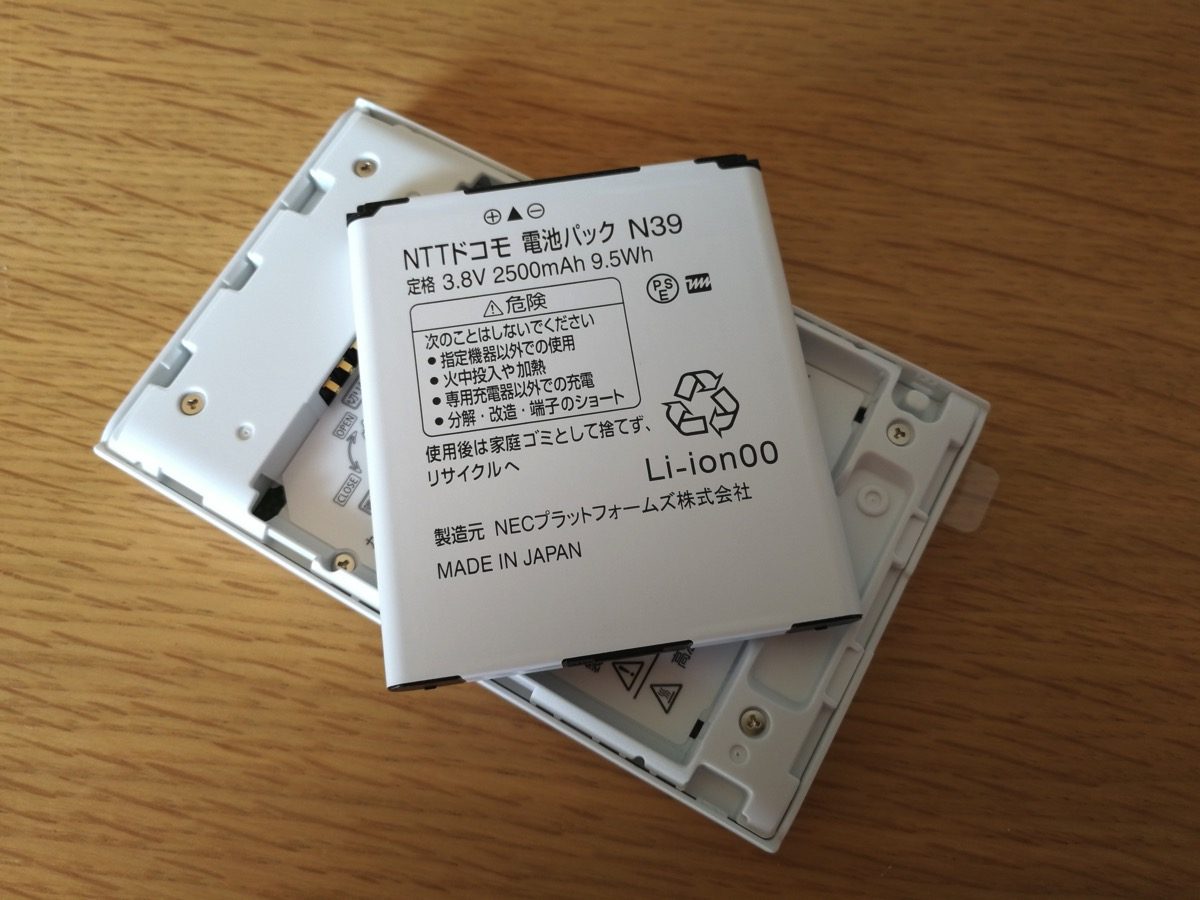 ⊕▲⊖
NTTドコモ 電池パック N39
定格 3.8V 2500mAh 9.5Wh
PSE
⚠危険
次のことはしないでください
● 指定機器以外での使用
● 火中投入や加熱
● 専用充電器以外での充電
● 分解・改造・端子のショート
使用後は家庭ゴミとして捨てず、
リサイクルへ
Li-ion00
製造元 NECプラットフォームズ株式会社
MADE IN JAPAN
OPEN
CLOSE